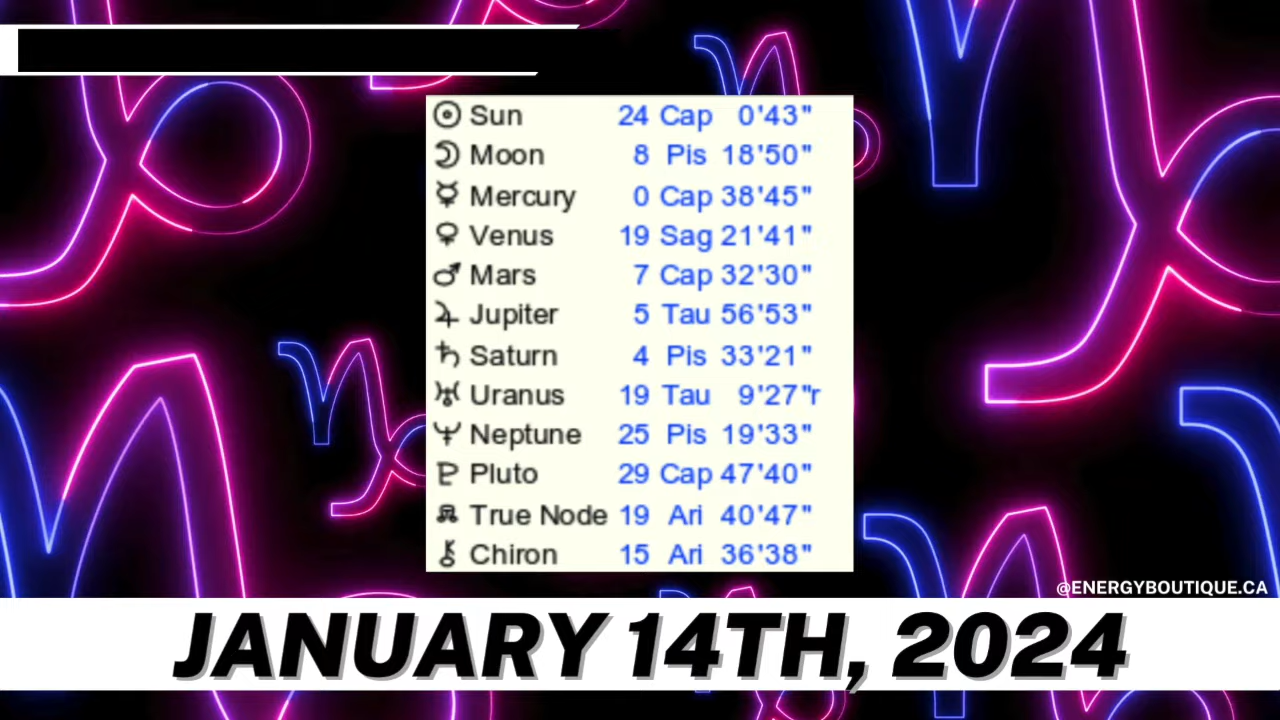 Sun 24 Cap 0'43"
Moon 8 Pis 18'50"
Mercury 0 Cap 38'45"
Venus 19 Sag 21'41"
Mars 7 Cap 32'30"
Jupiter 5 Tau 56'53"
Saturn 4 Pis 33'21"
Uranus 19 Tau 9'27"r
Neptune 25 Pis 19'33"
Pluto 29 Cap 47'40"
True Node 19 Ari 40'47"
Chiron 15 Ari 36'38"
@ENERGYBOUTIQUE.CA
JANUARY 14TH, 2024